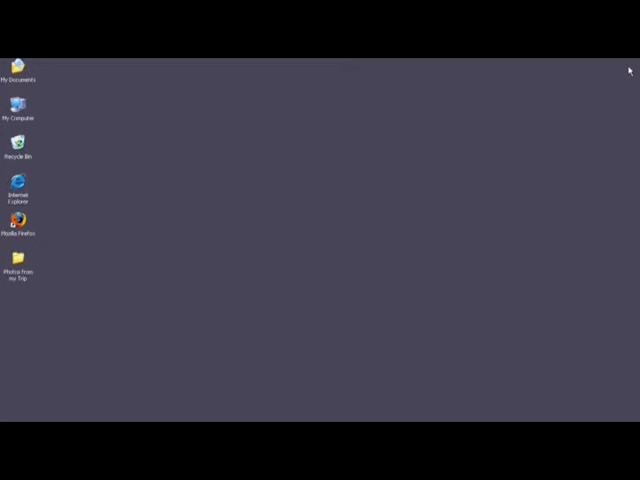 My Documents
My Computer
Recycle Bin
Internet
Explorer
Mozilla Firefox
Photos from
my Trip